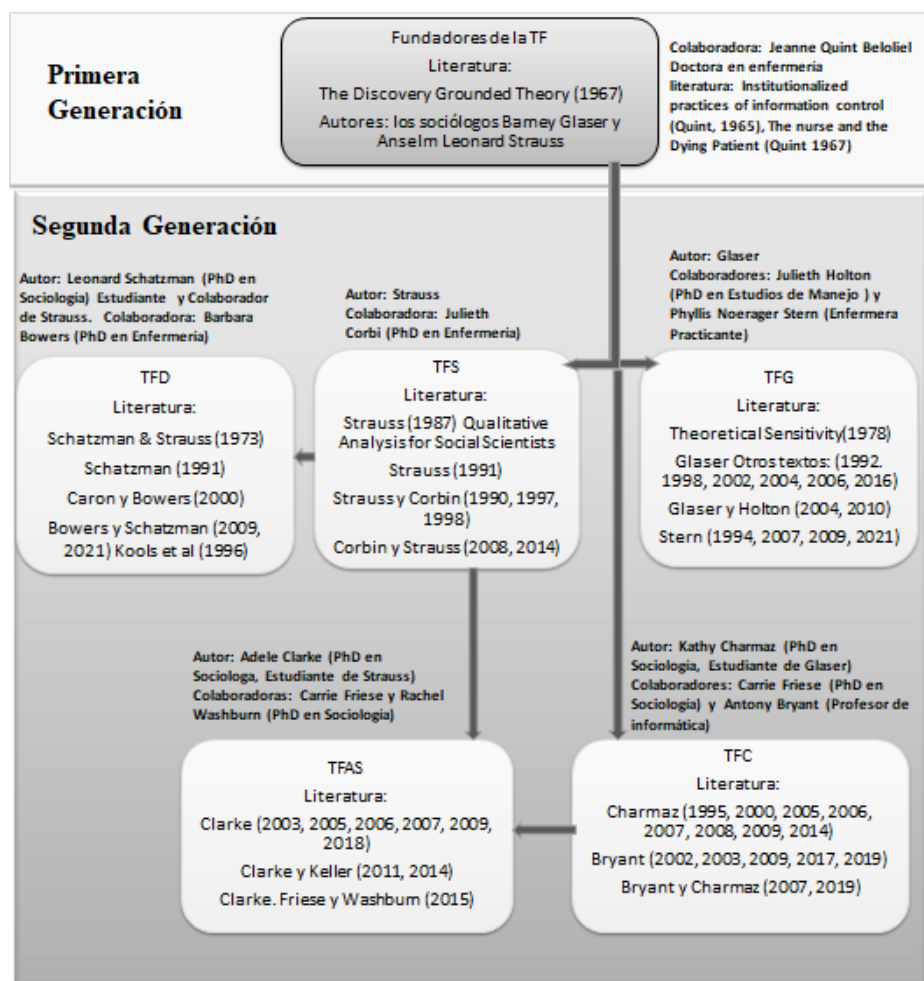 Primera
Generación
Fundadores de la TF
Literatura:
The Discovery Grounded Theory (1967)
Autores: los sociólogos Barney Glaser y
Anselm Leonard Strauss
Colaboradora: Jeanne Quint Beloliel
Doctora en enfermería
literatura: Institutionalized
practices of information control
(Quint, 1965), The nurse and the
Dying Patient (Quint 1967)
Segunda Generación
Autor: Leonard Schatzman (PhD en
Sociología) Estudiante y Colaborador
de Strauss. Colaboradora: Barbara
Bowers (PhD en Enfermería)
Autor: Strauss
Colaboradora: Julieth
Corbi (PhD en Enfermería)
Autor: Glaser
Colaboradores: Julieth Holton
(PhD en Estudios de Manejo ) y
Phyllis Noerager Stern (Enfermera
Practicante)
TFD
Literatura:
Schatzman & Strauss (1973)
Schatzman (1991)
Caron y Bowers (2000)
Bowers y Schatzman (2009,
2021) Kools et al (1996)
TFS
Literatura:
Strauss (1987) Qualitative
Analysis for Social Scientists
Strauss (1991)
Strauss y Corbin (1990, 1997,
1998)
Corbin y Strauss (2008, 2014)
TFG
Literatura:
Theoretical Sensitivity(1978)
Glaser Otros textos: (1992.
1998, 2002, 2004, 2006, 2016)
Glaser y Holton (2004, 2010)
Stern (1994, 2007, 2009, 2021)
Autor: Adele Clarke (PhD en
Sociologa, Estudiante de Strauss)
Colaboradoras: Carrie Friese y Rachel
Washburn (PhD en Sociología)
Autor: Kathy Charmaz (PhD en
Sociología, Estudiante de Glaser)
Colaboradores: Carrie Friese (PhD en
Sociología) y Antony Bryant (Profesor de
informática)
TFAS
Literatura:
Clarke (2003, 2005, 2006, 2007, 2009,
2018)
Clarke y Keller (2011, 2014)
Clarke. Friese y Washburn (2015)
TFC
Literatura:
Charmaz (1995, 2000, 2005, 2006,
2007, 2008, 2009, 2014)
Bryant (2002, 2003, 2009, 2017, 2019)
Bryant y Charmaz (2007, 2019)